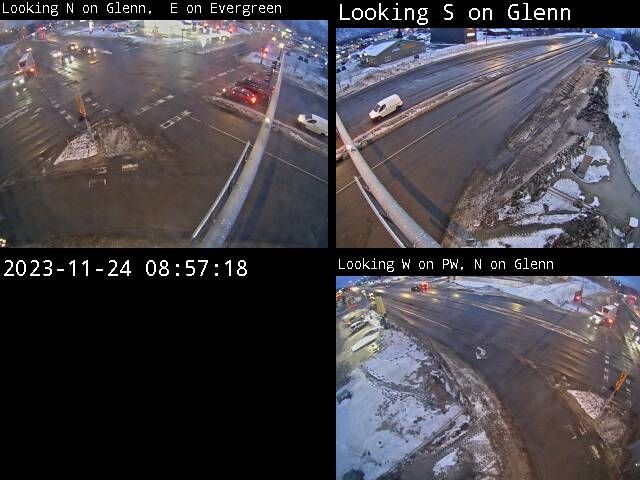 Looking N on Glenn,  E on Evergreen
Looking S on Glenn
2023-11-24 08:57:18
Looking W on PW, N on Glenn